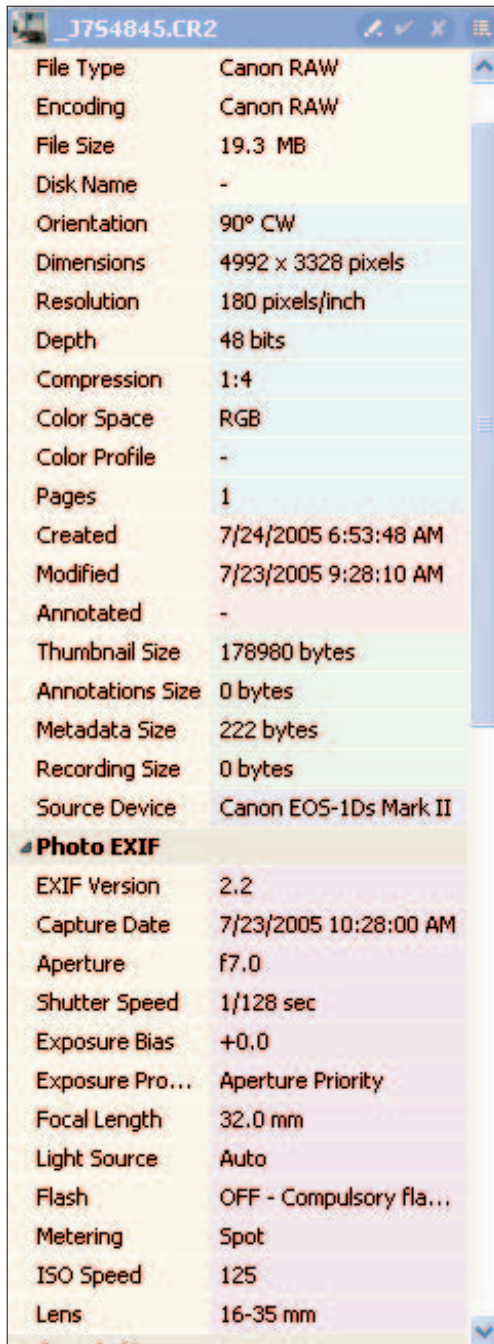 _J7S4845.CR2
File Type Canon RAW
Encoding Canon RAW
File Size 19.3 MB
Disk Name -
Orientation 90° CW
Dimensions 4992 x 3328 pixels
Resolution 180 pixels/inch
Depth 48 bits
Compression 1:4
Color Space RGB
Color Profile -
Pages 1
Created 7/24/2005 6:53:48 AM
Modified 7/23/2005 9:28:10 AM
Annotated -
Thumbnail Size 178980 bytes
Annotations Size 0 bytes
Metadata Size 222 bytes
Recording Size 0 bytes
Source Device Canon EOS-1Ds Mark II
Photo EXIF
EXIF Version 2.2
Capture Date 7/23/2005 10:28:00 AM
Aperture f7.0
Shutter Speed 1/128 sec
Exposure Bias +0.0
Exposure Pro... Aperture Priority
Focal Length 32.0 mm
Light Source Auto
Flash OFF - Compulsory fla...
Metering Spot
ISO Speed 125
Lens 16-35 mm